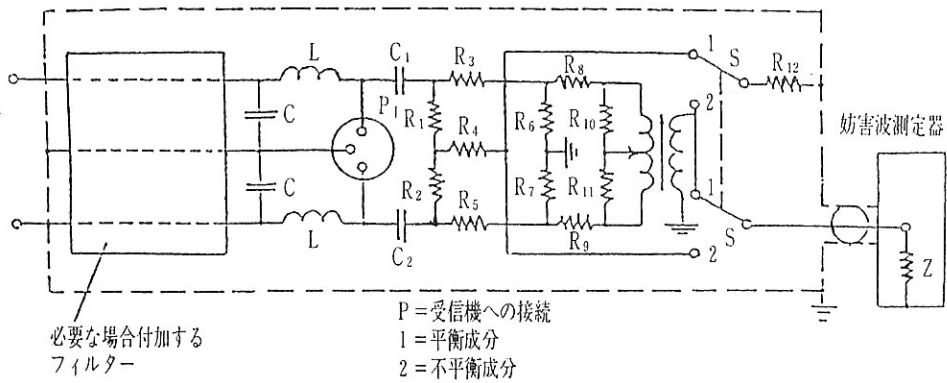 L
C₁
R₃
1
S
R₁₂
R₈
C
P₁
R₁
R₆
R₁₀
2
妨害波測定器
R₄
C
R₂
R₇
R₁₁
1
L
R₅
R₉
S
C₂
2
Z
必要な場合付加する
フィルター
P=受信機への接続
1=平衡成分
2=不平衡成分